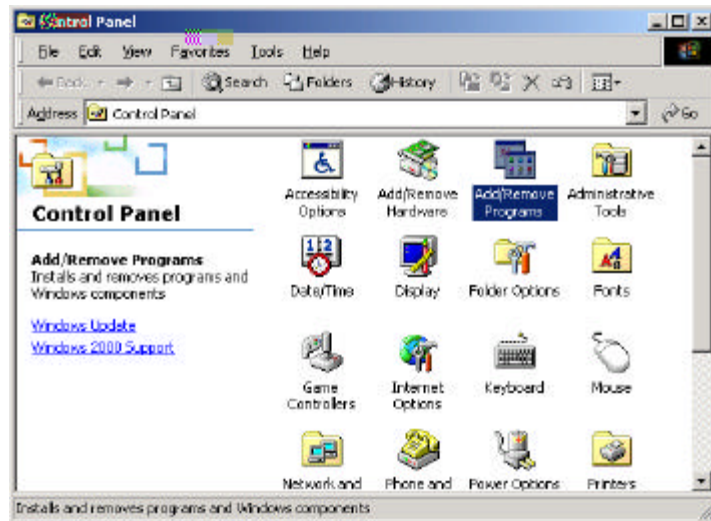 Control Panel
File Edit View Favorites Tools Help
Back Search Folders History
Address Control Panel Go
Control Panel
Add/Remove Programs
Installs and removes programs and
Windows components
Windows Update
Windows 2000 Support
Accessibility
Options
Add/Remove
Hardware
Add/Remove
Programs
Administrative
Tools
Date/Time
Display
Folder Options
Fonts
Game
Controllers
Internet
Options
Keyboard
Mouse
Network and
Phone and
Power Options
Printers
Installs and removes programs and Windows components